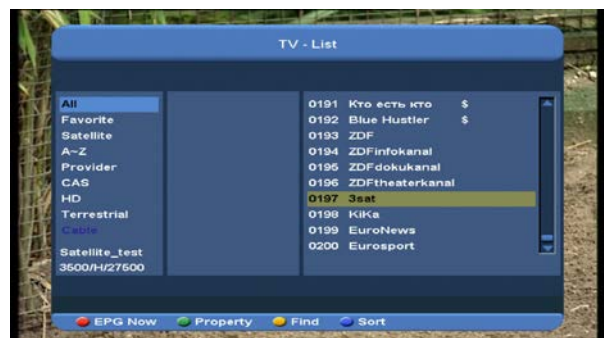 TV - List
All
Favorite
Satellite
A~Z
Provider
CAS
HD
Terrestrial
Cable
Satellite_test
3500/H/27500
0191 Кто есть кто $
0192 Blue Hustler $
0193 ZDF
0194 ZDFinfokanal
0195 ZDFdokukanal
0196 ZDFtheaterkanal
0197 3sat
0198 KiKa
0199 EuroNews
0200 Eurosport
EPG Now Property Find Sort